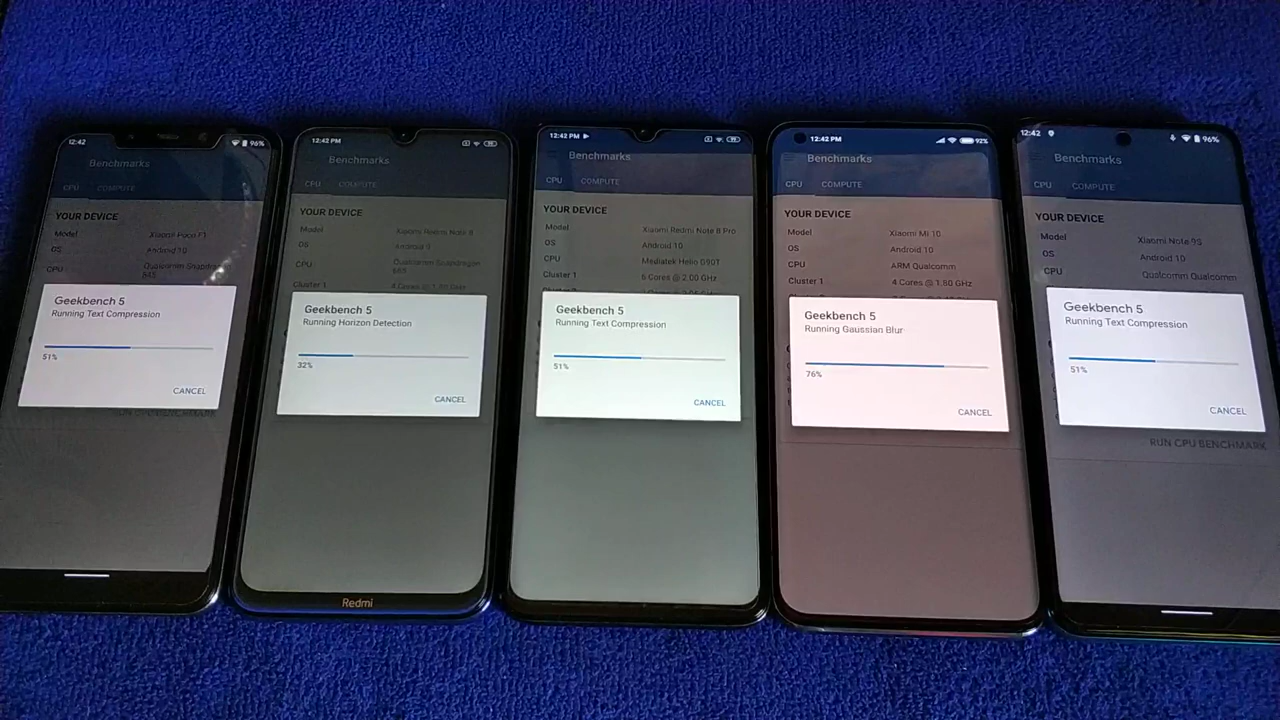 12:42
96%
Benchmarks
CPU COMPUTE
YOUR DEVICE
Model Xiaomi Poco F1
OS Android 10
CPU Qualcomm Snapdragon
845
Geekbench 5
Running Text Compression
51%
CANCEL
12:42 PM
Benchmarks
CPU COMPUTE
YOUR DEVICE
Model Xiaomi Redmi Note 8
OS Android 9
CPU Qualcomm Snapdragon
665
Cluster 1 4 Cores @ 1.80 GHz
Geekbench 5
Running Horizon Detection
32%
CANCEL
Redmi
12:42 PM
Benchmarks
CPU COMPUTE
YOUR DEVICE
Model Xiaomi Redmi Note 8 Pro
OS Android 10
CPU Mediatek Helio G90T
Cluster 1 6 Cores @ 2.00 GHz
Geekbench 5
Running Text Compression
51%
CANCEL
12:42 PM
92%
Benchmarks
CPU COMPUTE
YOUR DEVICE
Model Xiaomi Mi 10
OS Android 10
CPU ARM Qualcomm
Cluster 1 4 Cores @ 1.80 GHz
Geekbench 5
Running Gaussian Blur
76%
CANCEL
12:42
96%
Benchmarks
CPU COMPUTE
YOUR DEVICE
Model Xiaomi Note 9S
OS Android 10
CPU Qualcomm Qualcomm
Geekbench 5
Running Text Compression
51%
CANCEL
RUN CPU BENCHMARK